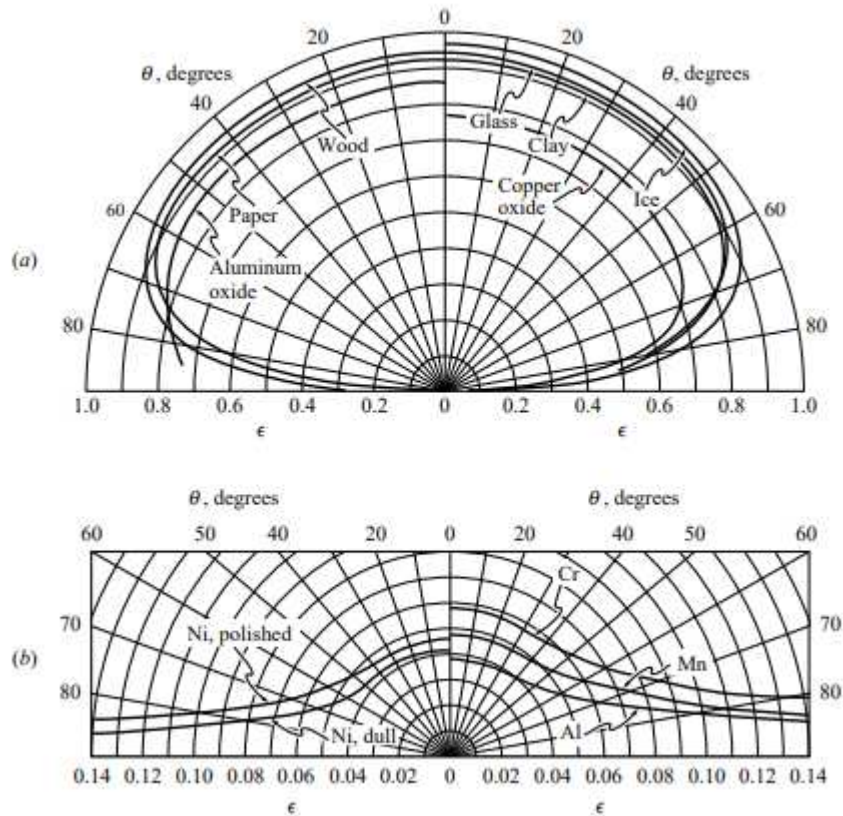 0
20 20
θ, degrees θ, degrees
40 40
Glass
Wood Clay
Copper
oxide
Ice
Paper
60 60
(a)
Aluminum
oxide
80 80
1.0 0.8 0.6 0.4 0.2 0 0.2 0.4 0.6 0.8 1.0
ϵ ϵ
θ, degrees θ, degrees
60 50 40 30 20 0 10 20 30 40 50 60
Cr
70 70
Ni, polished
(b)
Mn
80 80
Ni, dull Al
0.14 0.12 0.10 0.08 0.06 0.04 0.02 0 0.02 0.04 0.06 0.08 0.10 0.12 0.14
ϵ ϵ